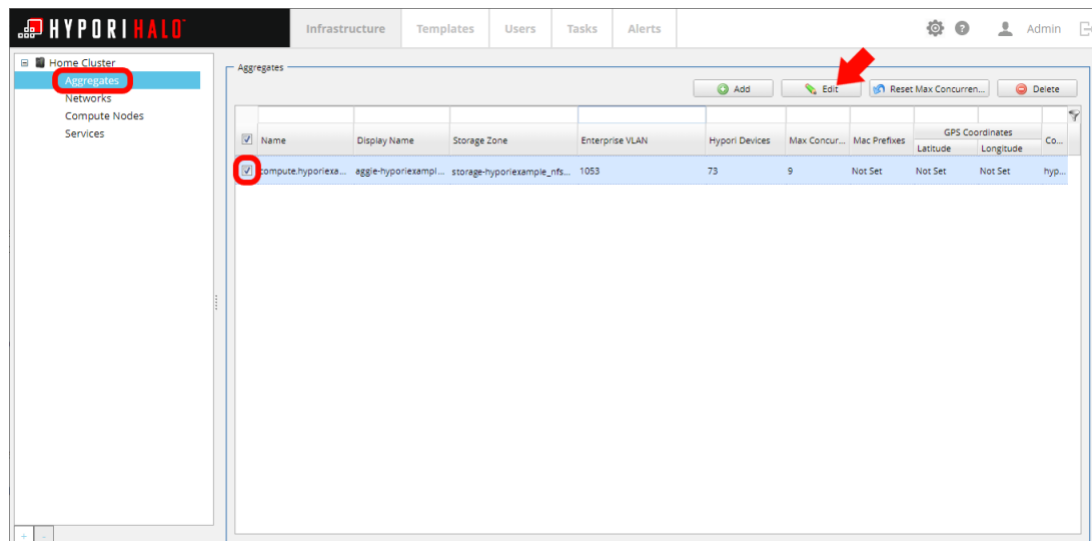 HYPORI HALO
Infrastructure Templates Users Tasks Alerts
Admin
Home Cluster
Aggregates
Networks
Compute Nodes
Services
Aggregates
Add Edit Reset Max Concurren... Delete
Name Display Name Storage Zone Enterprise VLAN Hypori Devices Max Concur... Mac Prefixes GPS Coordinates Co...
Latitude Longitude
compute.hyporiexa... aggie-hyporiexampl... storage-hyporiexample_nfs... 1053 73 9 Not Set Not Set Not Set hyp...